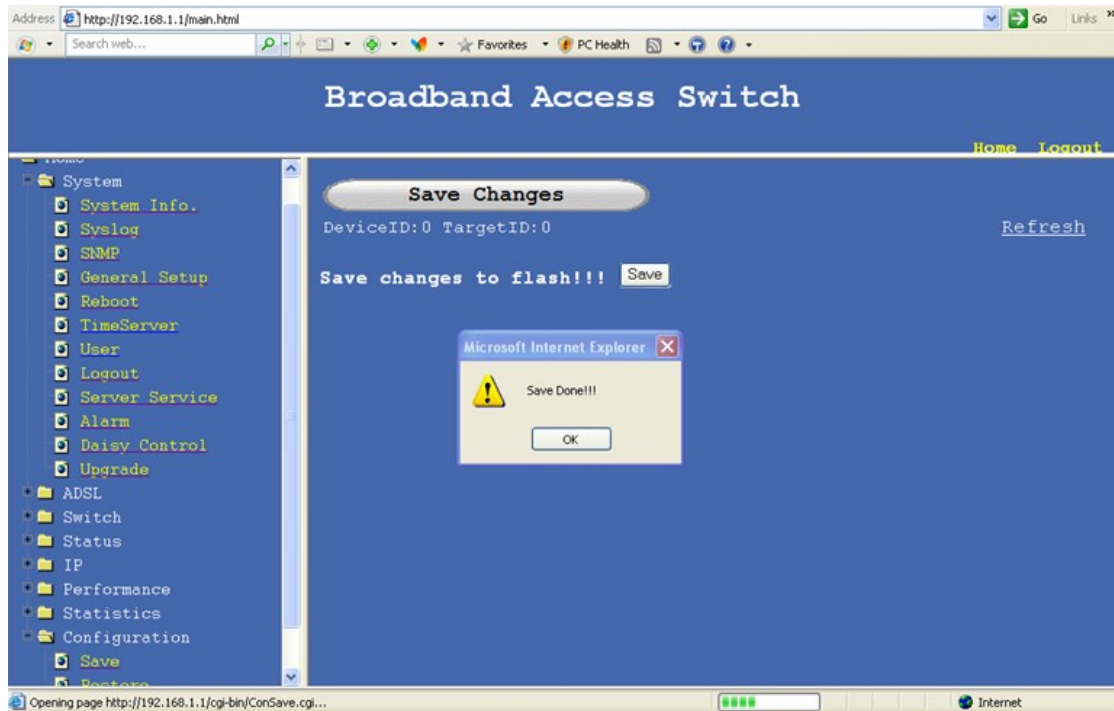 Address http://192.168.1.1/main.html Go Links »
Search web... Favorites PC Health
Broadband Access Switch
Home Logout
Home
System
System Info.
Syslog
SNMP
General Setup
Reboot
TimeServer
User
Logout
Server Service
Alarm
Daisy Control
Upgrade
ADSL
Switch
Status
IP
Performance
Statistics
Configuration
Save
Restore
Save Changes
DeviceID:0 TargetID:0 Refresh
Save changes to flash!!! Save
Microsoft Internet Explorer
Save Done!!!
OK
Opening page http://192.168.1.1/cgi-bin/ConSave.cgi... Internet